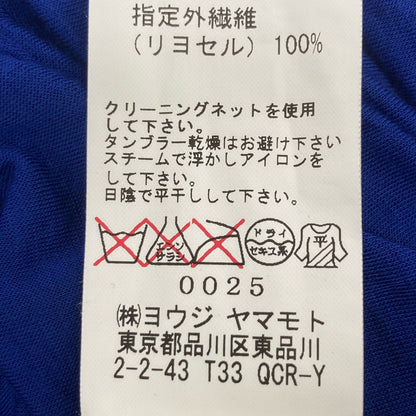 指定外繊維
(リヨセル) 100%
クリーニングネットを使用
して下さい。
タンブラー乾燥はお避け下さい
スチームで浮かしアイロンを
して下さい。
日陰で平干しして下さい。
エンソ サラシ ドライ セキユ系 平
0025
㈱ヨウジ ヤマモト
東京都品川区東品川
2-2-43 T33 QCR-Y